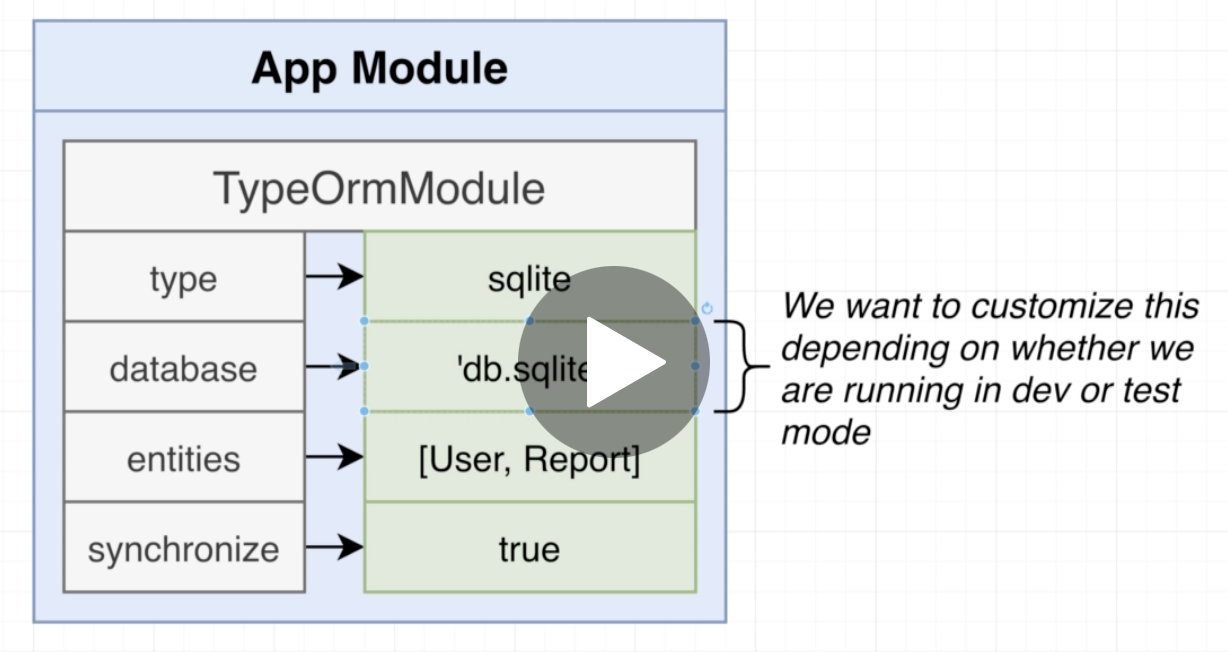 App Module
TypeOrmModule
type
sqlite
database
'db.sqlite
entities
[User, Report]
synchronize
true
We want to customize this
depending on whether we
are running in dev or test
mode